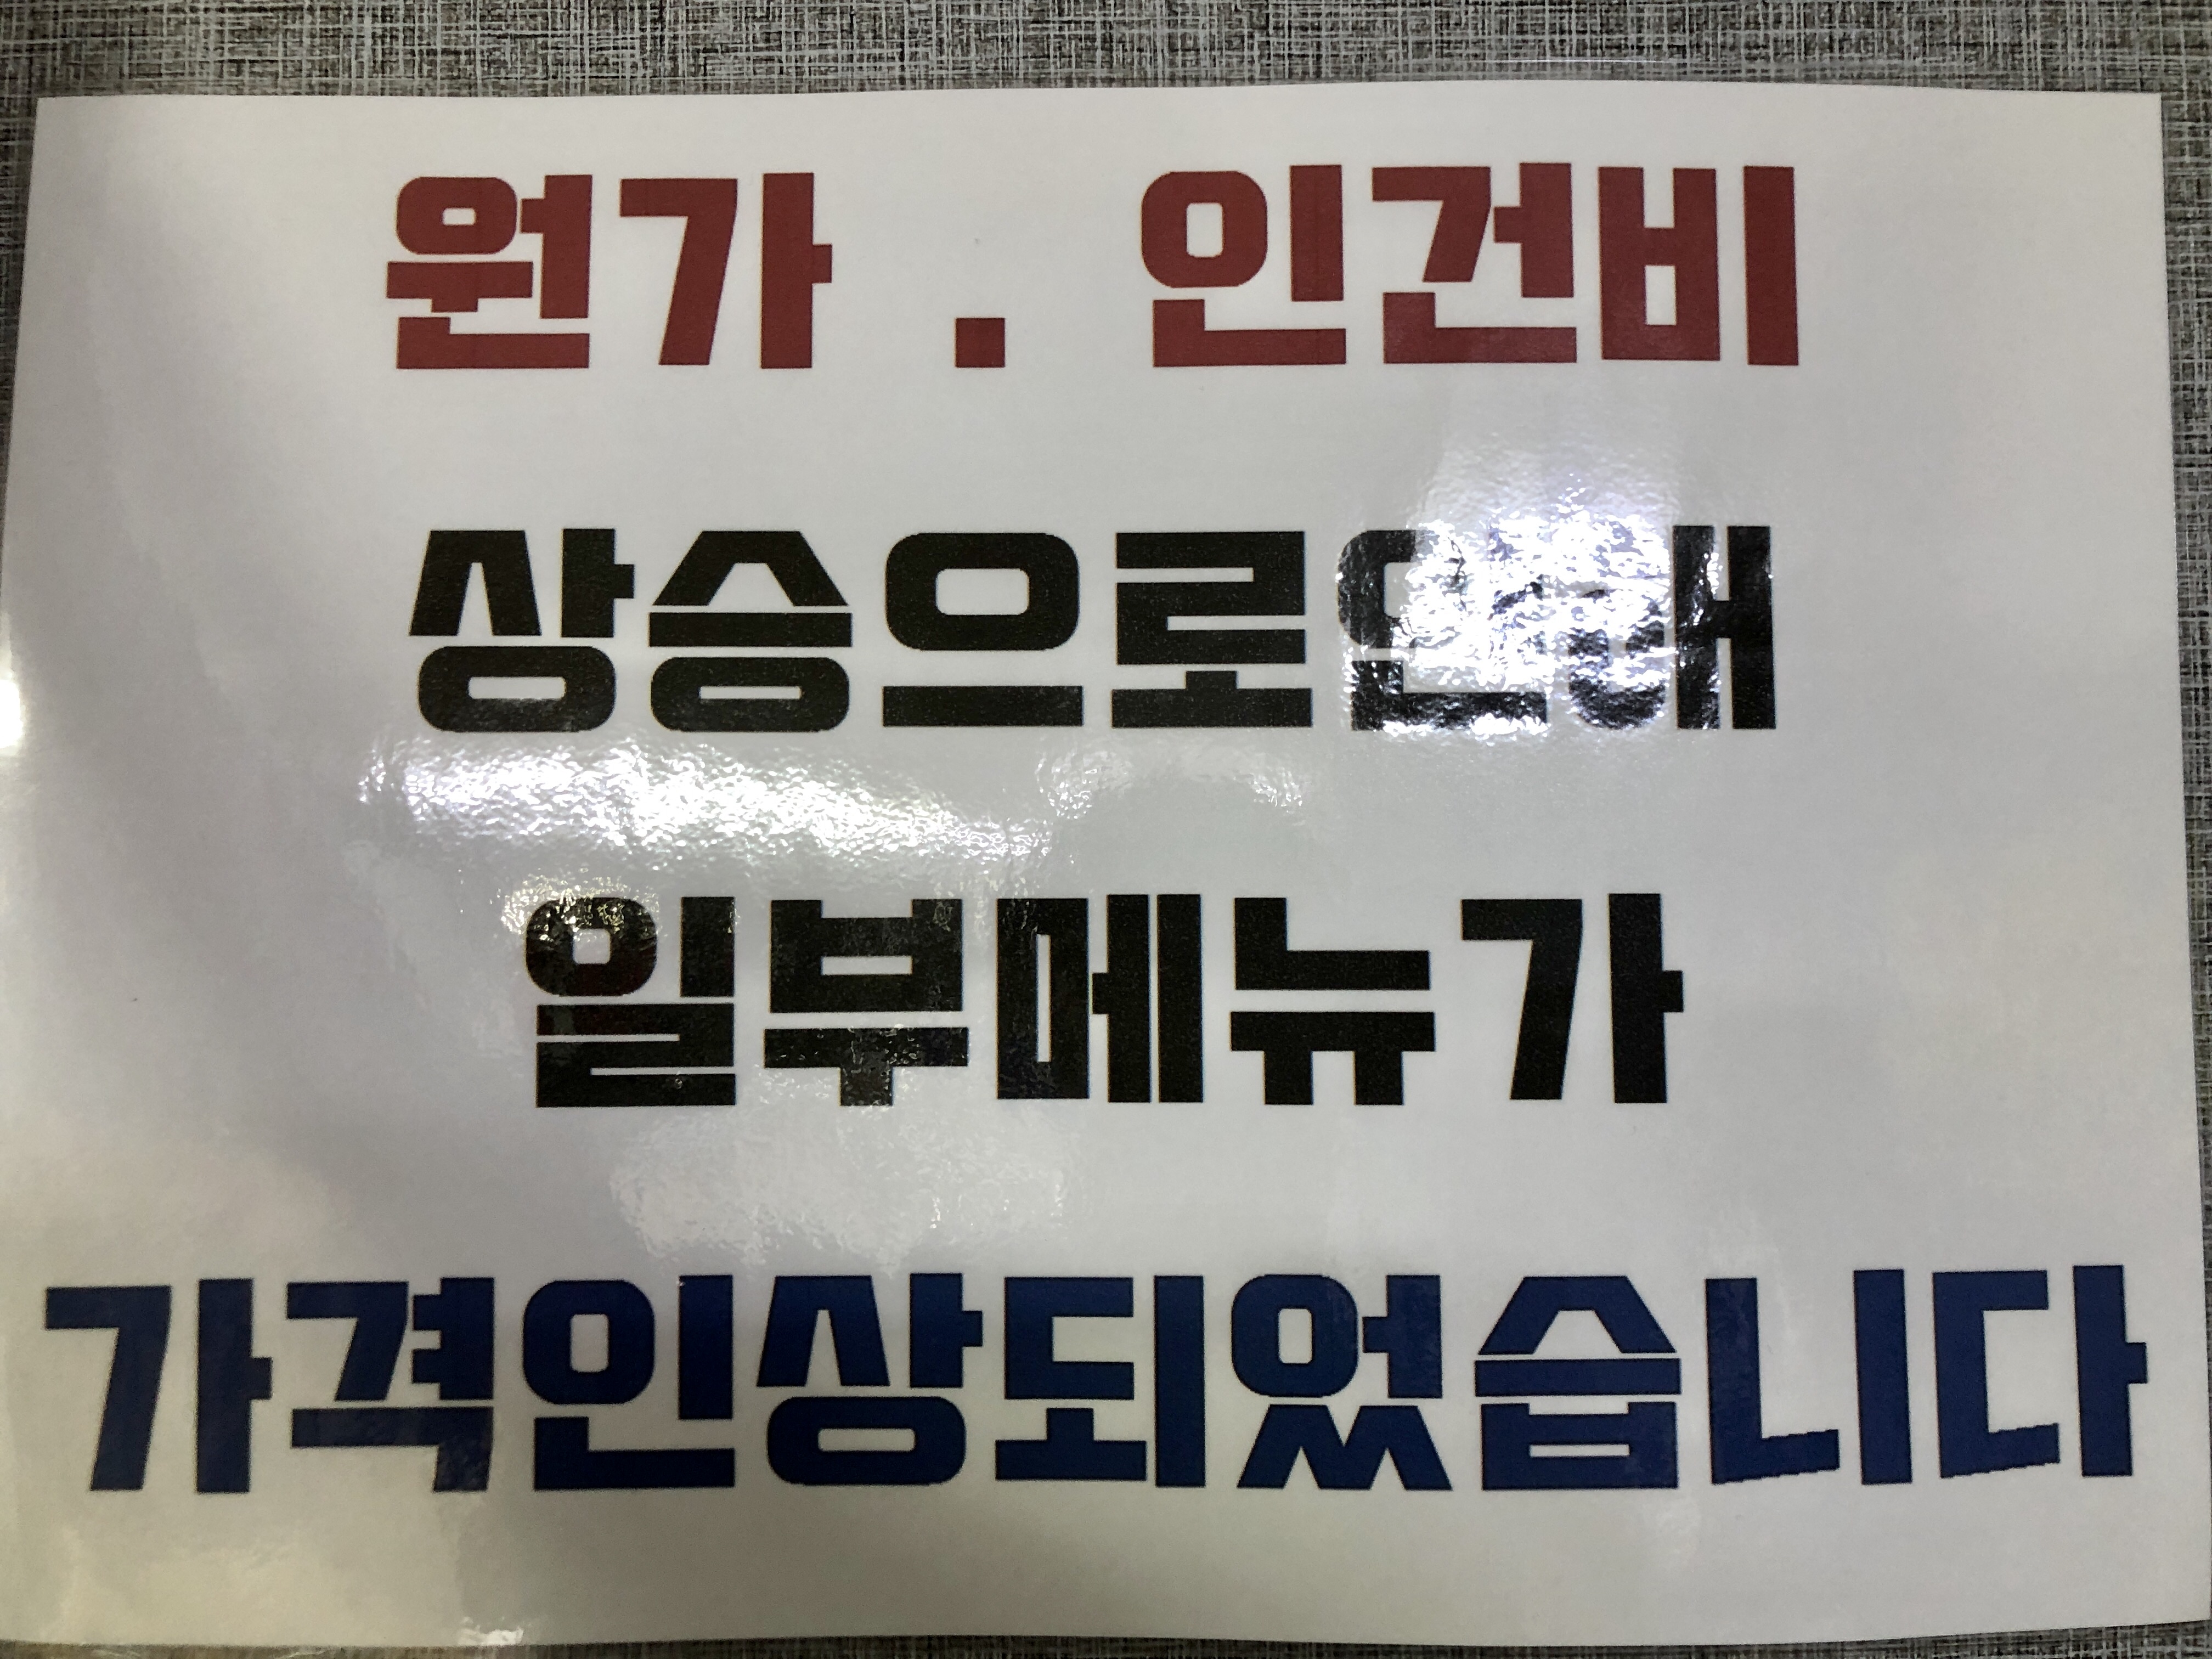 원가 . 인건비
상승으로인해
일부메뉴가
가격인상되었습니다